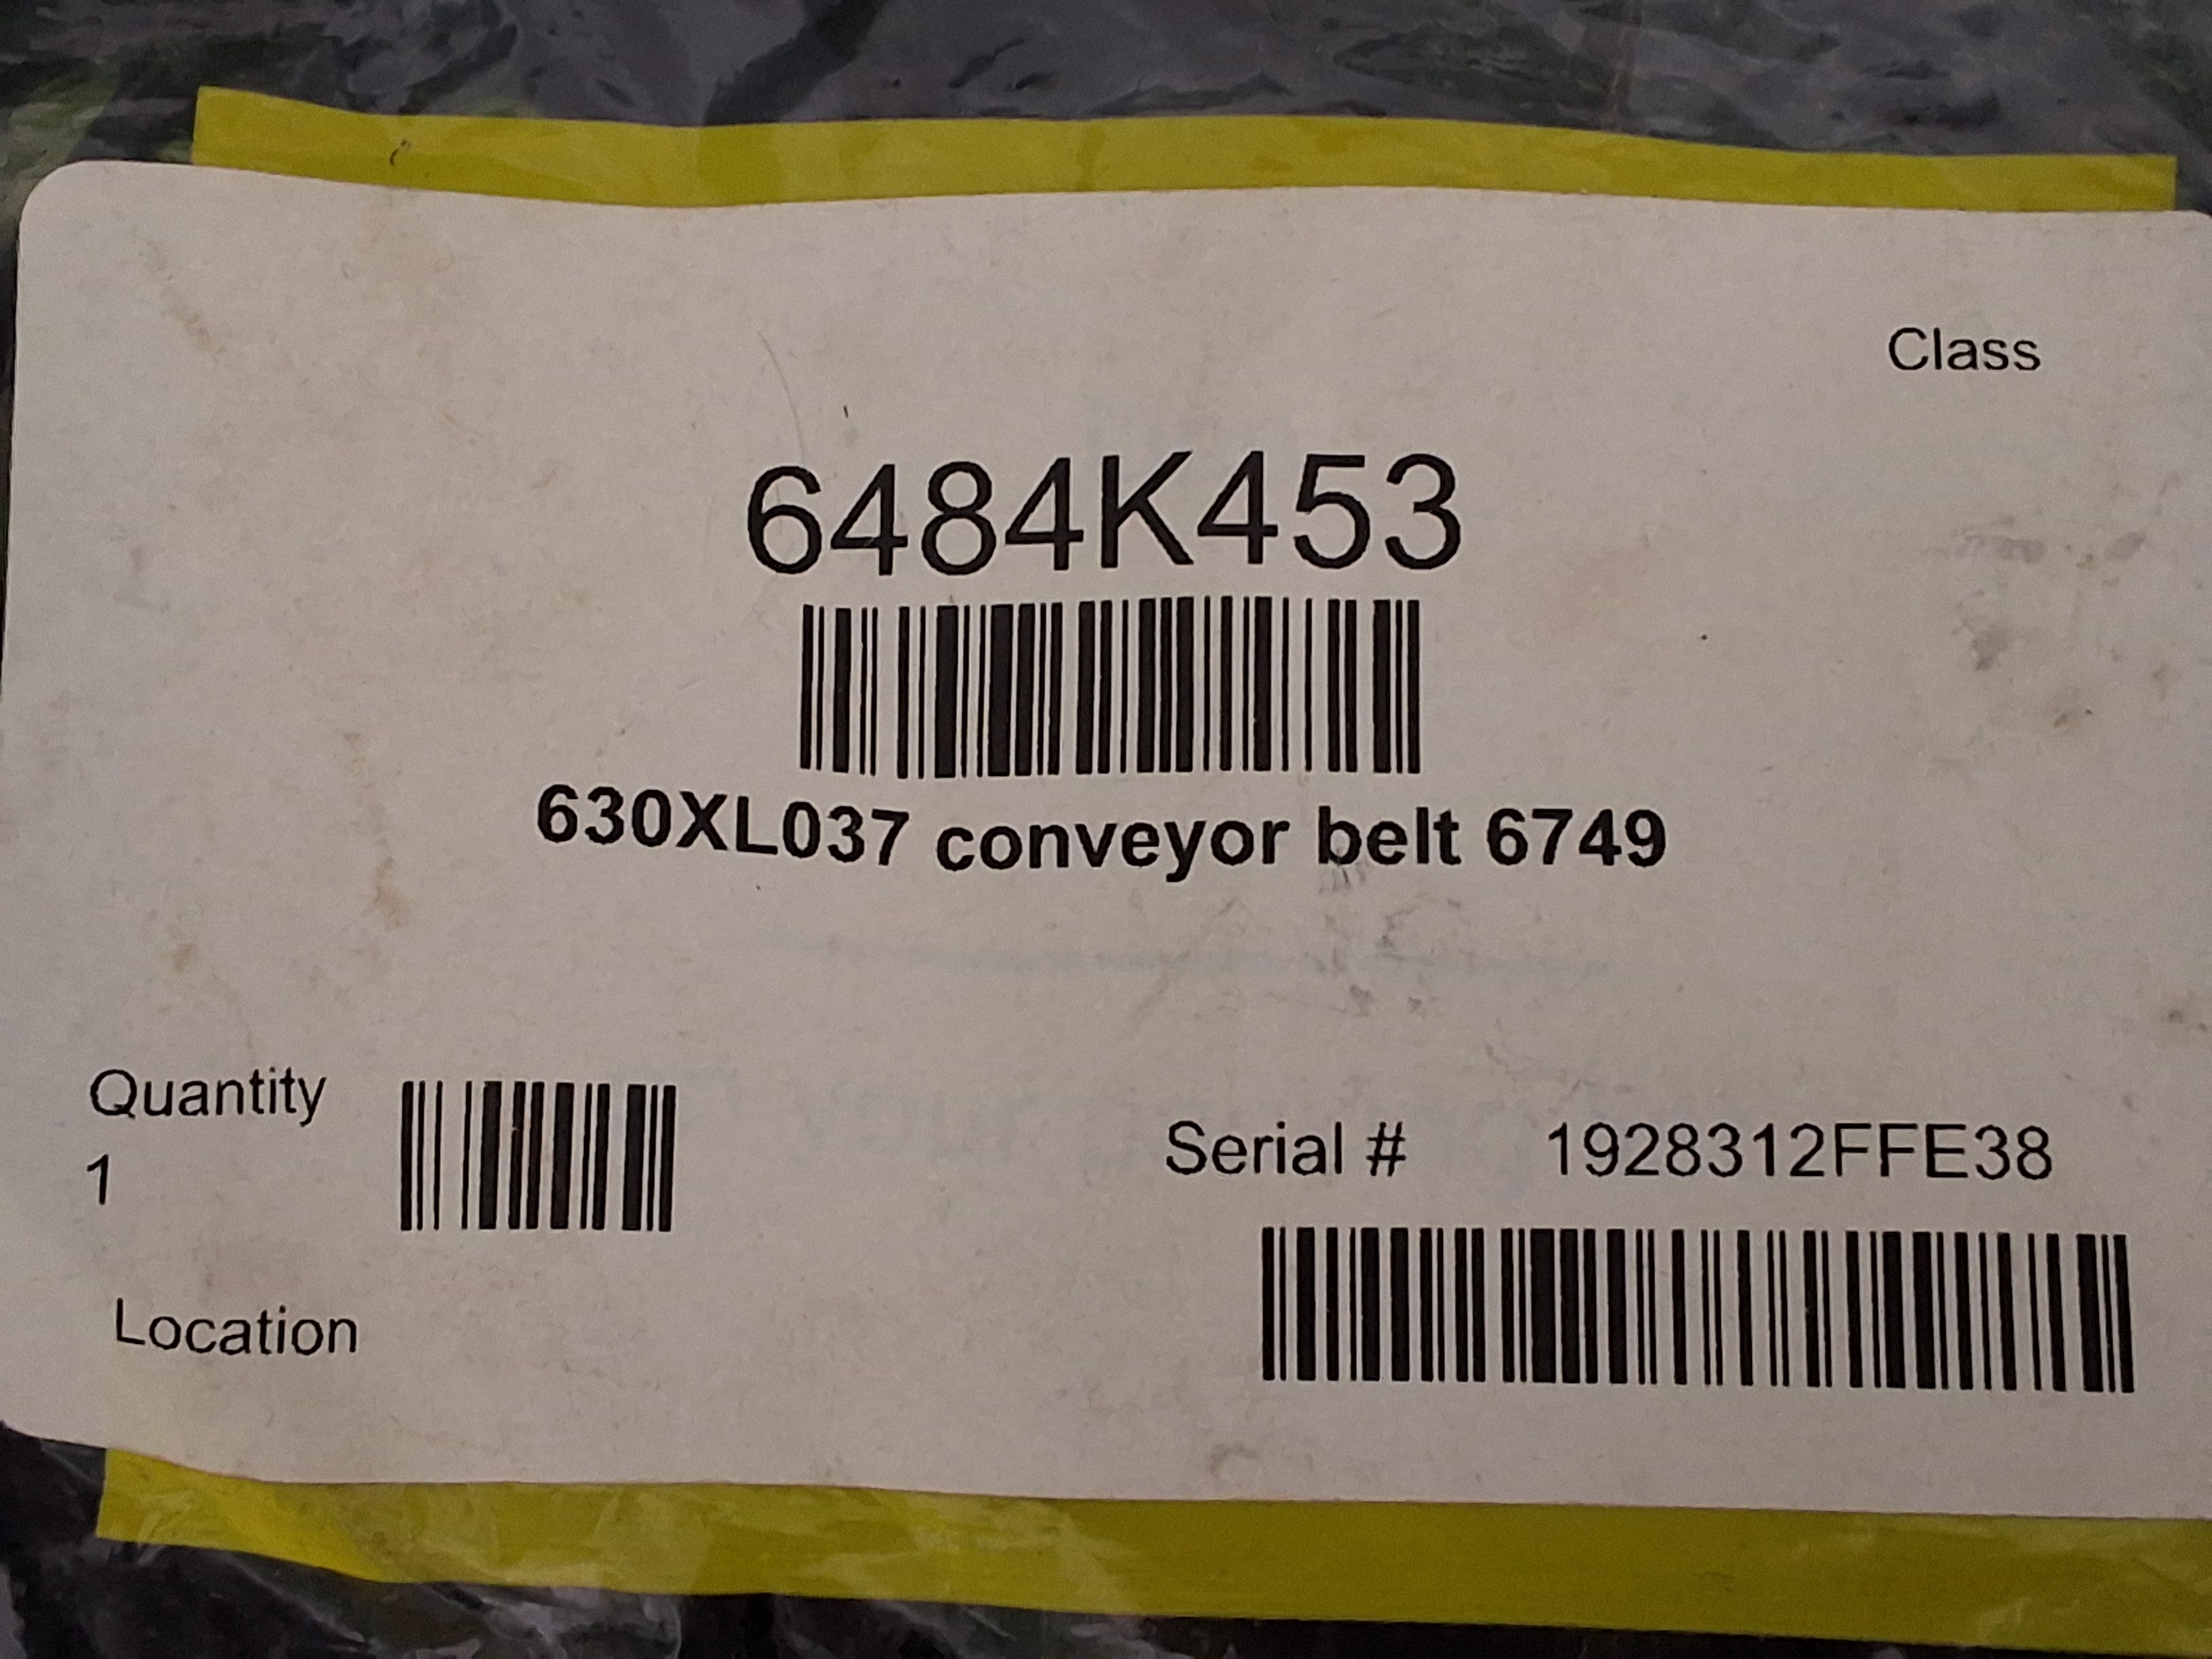 Class
6484K453
630XL037 conveyor belt 6749
Quantity
1
Serial # 1928312FFE38
Location